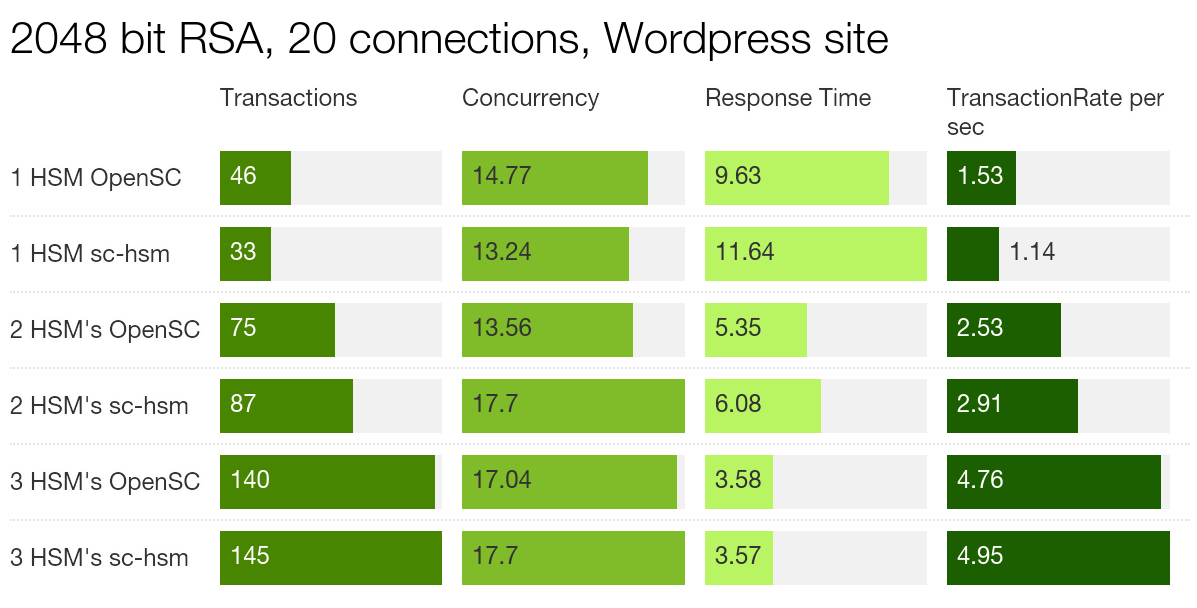 2048 bit RSA, 20 connections, Wordpress site
Transactions Concurrency Response Time TransactionRate per
sec
1 HSM OpenSC 46 14.77 9.63 1.53
1 HSM sc-hsm 33 13.24 11.64 1.14
2 HSM's OpenSC 75 13.56 5.35 2.53
2 HSM's sc-hsm 87 17.7 6.08 2.91
3 HSM's OpenSC 140 17.04 3.58 4.76
3 HSM's sc-hsm 145 17.7 3.57 4.95